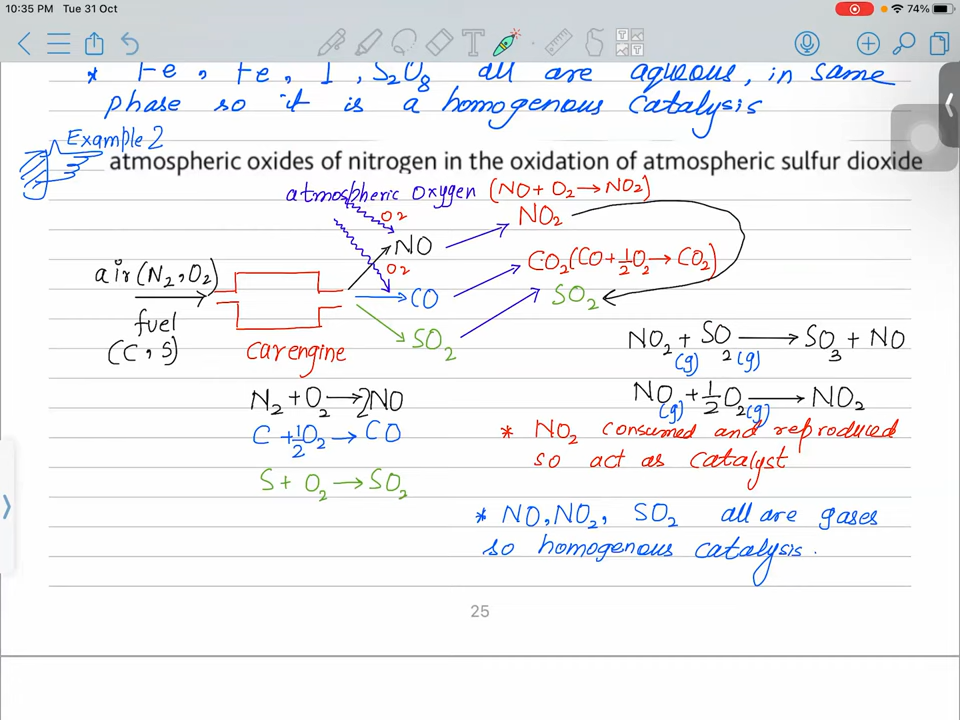 10:35 PM Tue 31 Oct 74%
* Fe, Fe, I, S2O8 all are aqueous, in same
phase so it is a homogenous catalysis
Example 2
atmospheric oxides of nitrogen in the oxidation of atmospheric sulfur dioxide
atmospheric oxygen (NO + O2 → NO2)
O2 NO2
NO
air (N2, O2) O2 CO2 (CO + 1/2 O2 → CO2)
CO SO2
fuel
(C, S) SO2
car engine
NO2(g) + SO2(g) → SO3 + NO
N2 + O2 → 2NO
NO(g) + 1/2 O2(g) → NO2
C + 1/2 O2 → CO
* NO2 consumed and reproduced
so act as catalyst
S + O2 → SO2
* NO, NO2, SO2 all are gases
so homogenous catalysis.
25